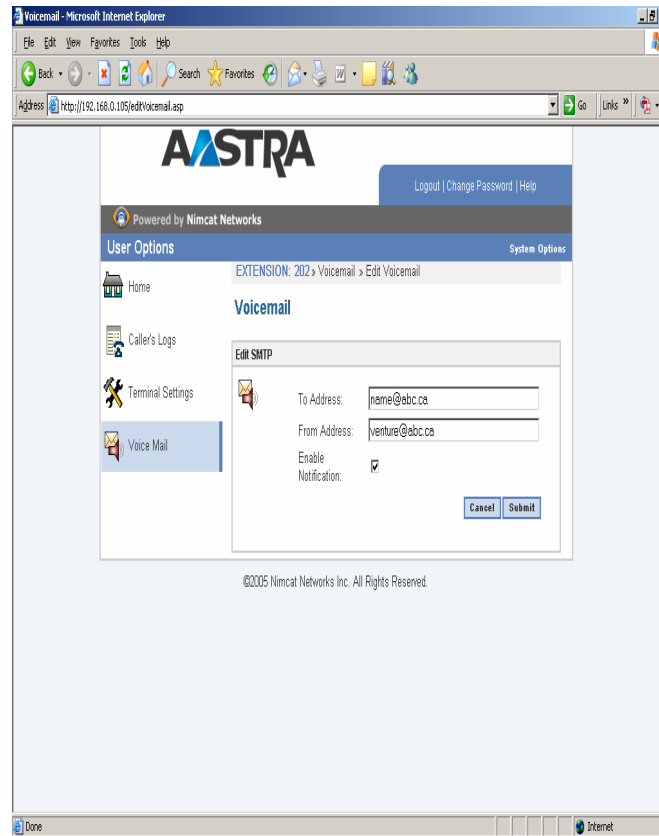 Voicemail - Microsoft Internet Explorer
File Edit View Favorites Tools Help
Back Search Favorites
Address http://192.168.0.105/editVoicemail.asp Go Links »
AASTRA
Logout | Change Password | Help
Powered by Nimcat Networks
User Options System Options
EXTENSION: 202 » Voicemail » Edit Voicemail
Home
Voicemail
Caller's Logs
Edit SMTP
Terminal Settings
To Address: name@abc.ca
From Address: venture@abc.ca
Voice Mail
Enable
Notification:
Cancel Submit
©2005 Nimcat Networks Inc. All Rights Reserved.
Done Internet